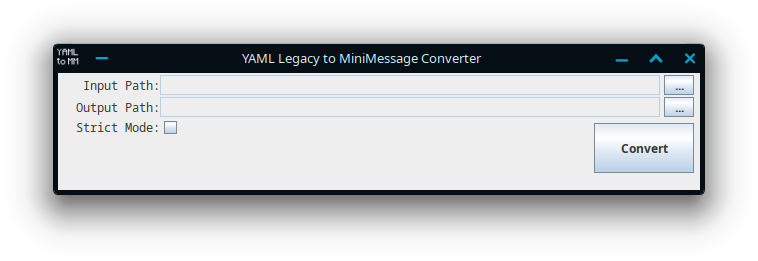 YAML
to MM
YAML Legacy to MiniMessage Converter
Input Path:
...
Output Path:
...
Strict Mode:
Convert